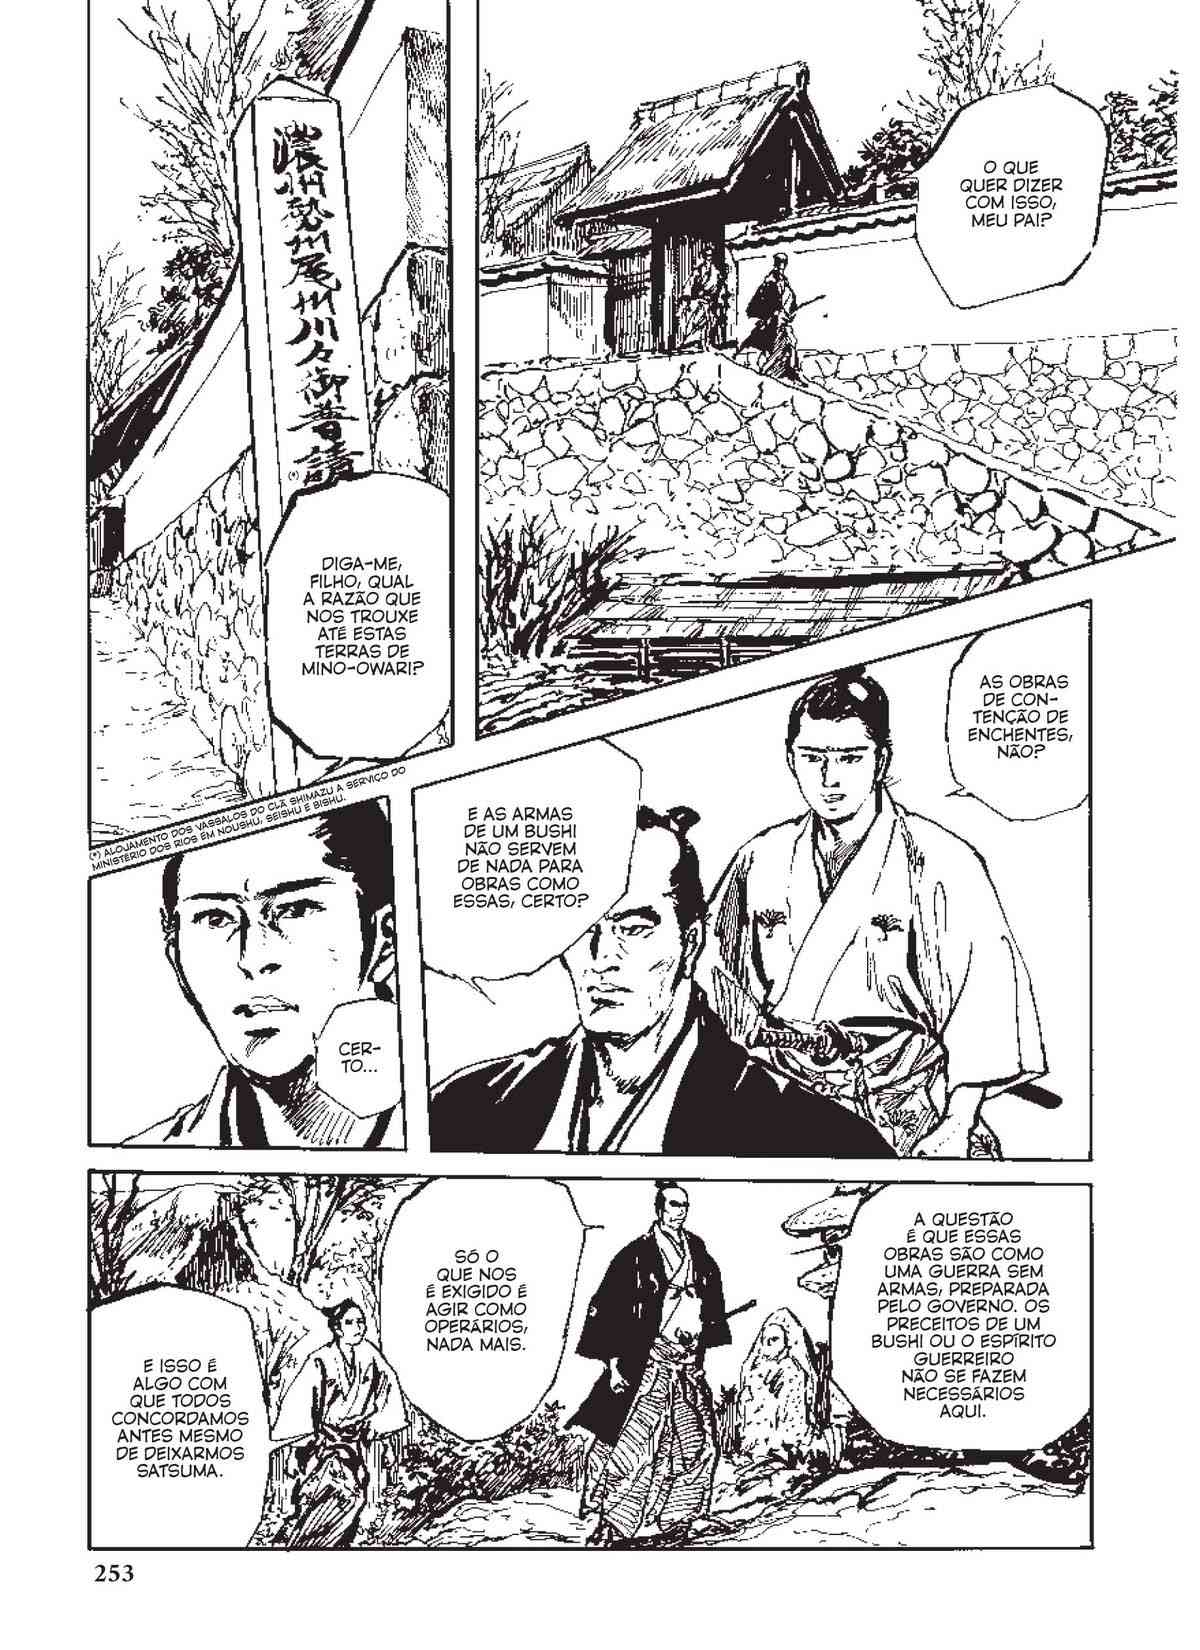 O QUE
QUER DIZER
COM ISSO,
MEU PAI?
濃州勢州尾州川々御普請
(*)
DIGA-ME,
FILHO, QUAL
A RAZÃO QUE
NOS TROUXE
ATÉ ESTAS
TERRAS DE
MINO-OWARI?
(*) ALOJAMENTO DOS VASSALOS DO CLÃ SHIMAZU A SERVIÇO DO
MINISTÉRIO DOS RIOS EM NOUSHU, SEISHU E BISHU.
AS OBRAS
DE CON-
TENÇÃO DE
ENCHENTES,
NÃO?
E AS ARMAS
DE UM BUSHI
NÃO SERVEM
DE NADA PARA
OBRAS COMO
ESSAS, CERTO?
CER-
TO...
A QUESTÃO
É QUE ESSAS
OBRAS SÃO COMO
UMA GUERRA SEM
ARMAS, PREPARADA
PELO GOVERNO. OS
PRECEITOS DE UM
BUSHI OU O ESPÍRITO
GUERREIRO
NÃO SE FAZEM
NECESSÁRIOS
AQUI.
SÓ O
QUE NOS
É EXIGIDO É
AGIR COMO
OPERÁRIOS,
NADA MAIS.
E ISSO É
ALGO COM
QUE TODOS
CONCORDAMOS
ANTES MESMO
DE DEIXARMOS
SATSUMA.
253